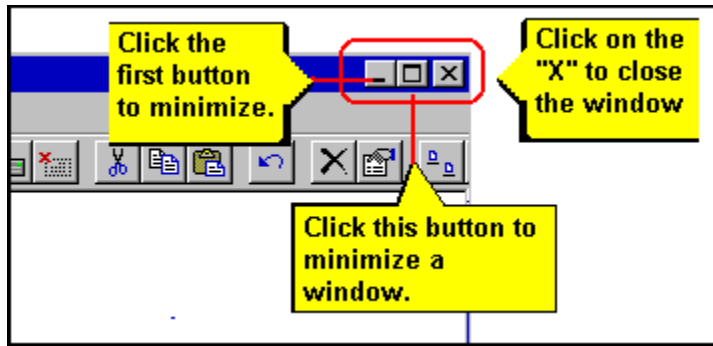 Click the
first button
to minimize.
Click on the
"X" to close
the window
Click this button to
minimize a
window.